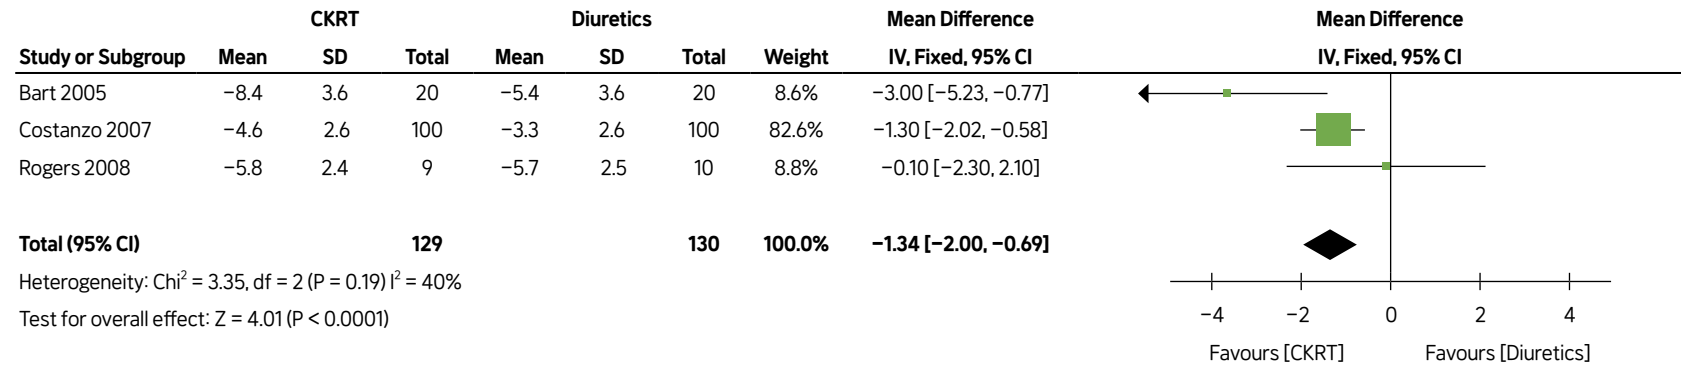 CKRT Diuretics Mean Difference Mean Difference
Study or Subgroup Mean SD Total Mean SD Total Weight IV, Fixed, 95% CI IV, Fixed, 95% CI
Bart 2005 −8.4 3.6 20 −5.4 3.6 20 8.6% −3.00 [−5.23, −0.77]
Costanzo 2007 −4.6 2.6 100 −3.3 2.6 100 82.6% −1.30 [−2.02, −0.58]
Rogers 2008 −5.8 2.4 9 −5.7 2.5 10 8.8% −0.10 [−2.30, 2.10]
Total (95% CI) 129 130 100.0% −1.34 [−2.00, −0.69]
Heterogeneity: Chi² = 3.35, df = 2 (P = 0.19) I² = 40%
Test for overall effect: Z = 4.01 (P < 0.0001)
−4 −2 0 2 4
Favours [CKRT] Favours [Diuretics]